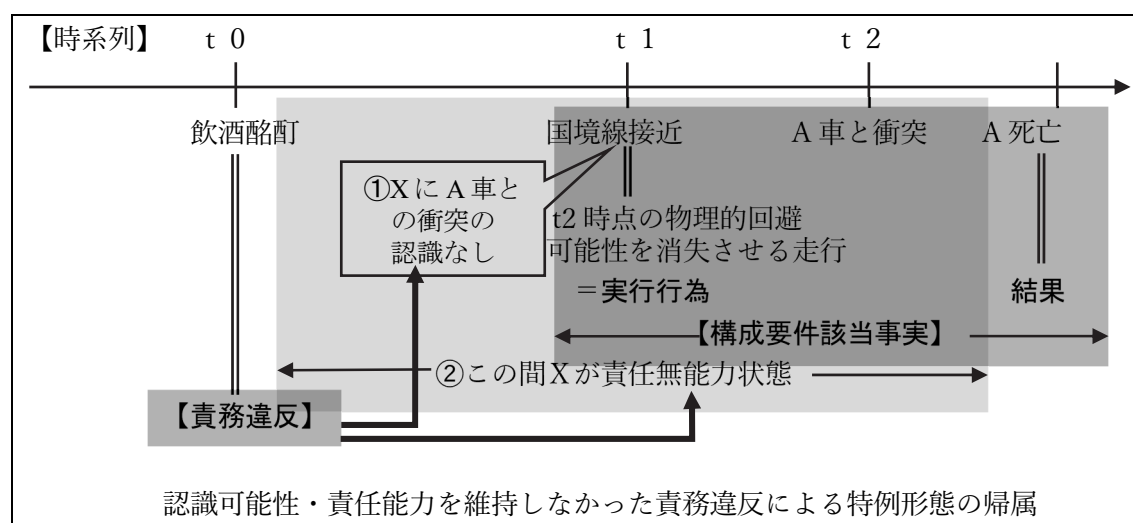 【時系列】 t 0 t 1 t 2
飲酒酩酊 国境線接近 A 車と衝突 A 死亡
①X に A 車と
の衝突の
認識なし
t2 時点の物理的回避
可能性を消失させる走行
＝実行行為 結果
【構成要件該当事実】
②この間Xが責任無能力状態
【責務違反】
認識可能性・責任能力を維持しなかった責務違反による特例形態の帰属